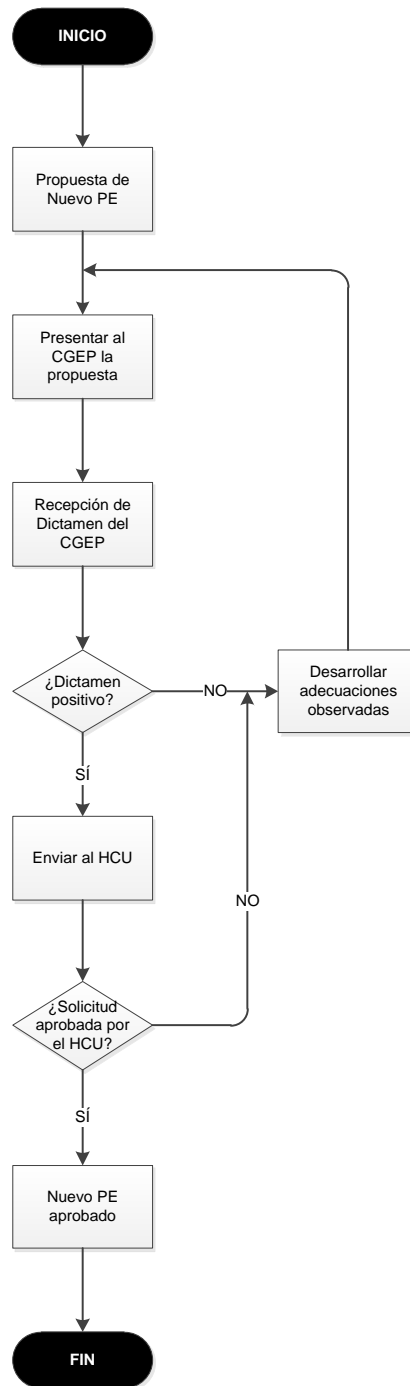 INICIO
Propuesta de
Nuevo PE
Presentar al
CGEP la
propuesta
Recepción de
Dictamen del
CGEP
¿Dictamen
positivo?
NO
Desarrollar
adecuaciones
observadas
SÍ
Enviar al HCU
NO
¿Solicitud
aprobada por
el HCU?
SÍ
Nuevo PE
aprobado
FIN